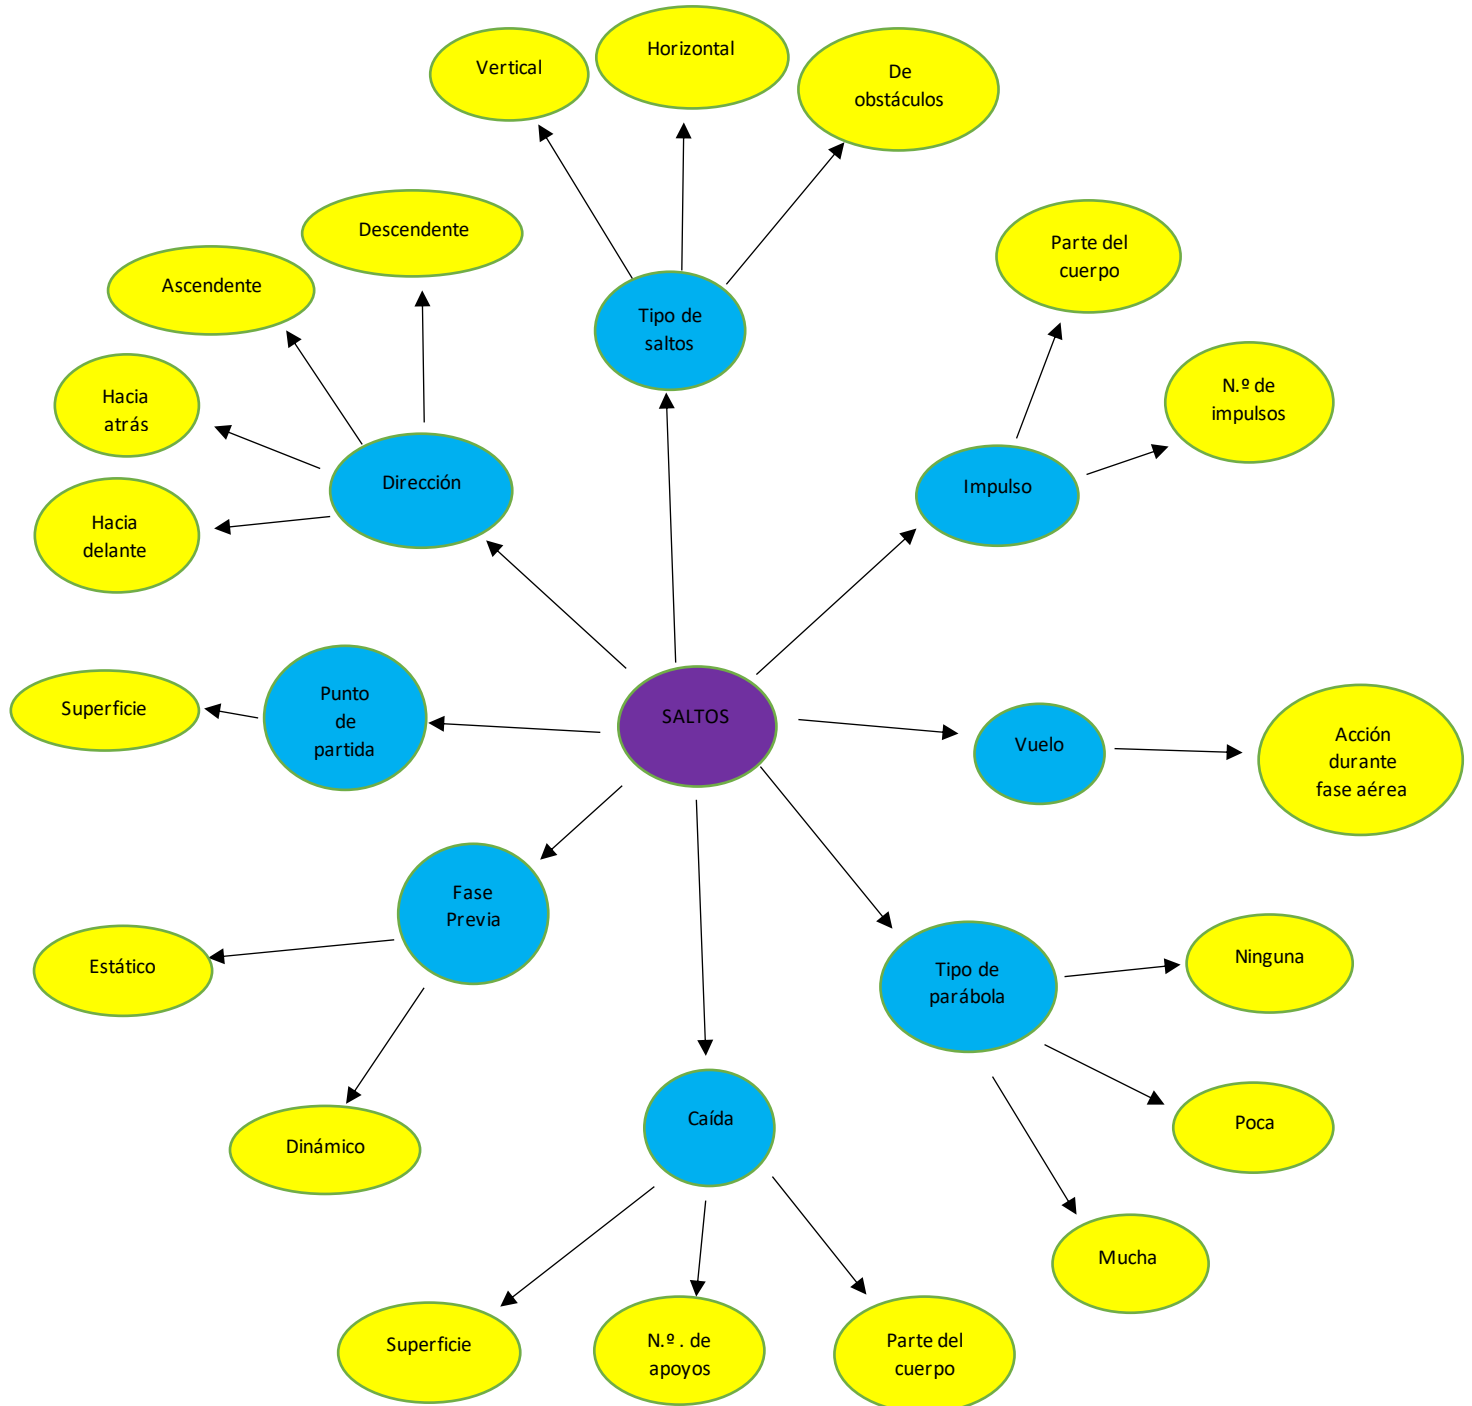 Vertical
Horizontal
De
obstáculos
Descendente
Ascendente
Parte del
cuerpo
Tipo de
saltos
Hacia
atrás
N.º de
impulsos
Dirección
Impulso
Hacia
delante
Superficie
Punto
de
partida
SALTOS
Vuelo
Acción
durante
fase aérea
Fase
Previa
Estático
Tipo de
parábola
Ninguna
Dinámico
Caída
Poca
Mucha
Superficie
N.º . de
apoyos
Parte del
cuerpo